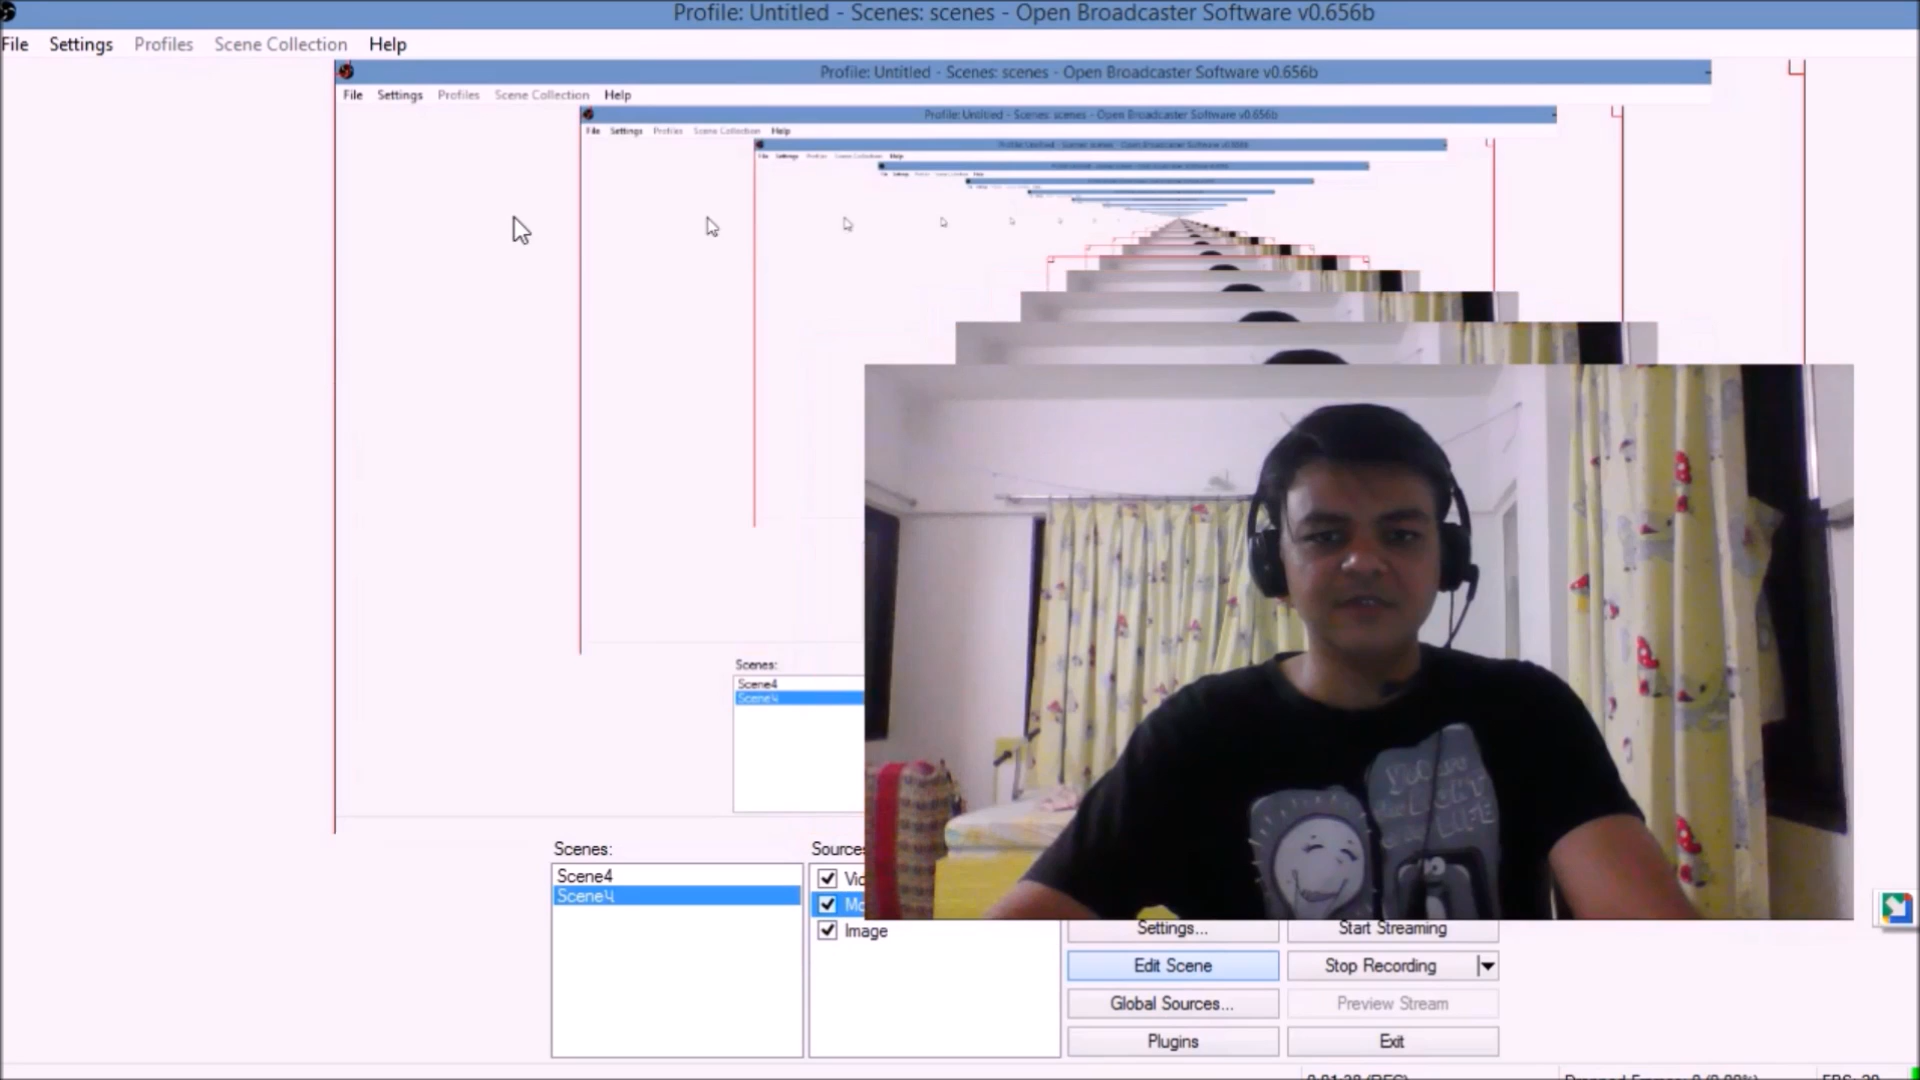 Profile: Untitled - Scenes: scenes - Open Broadcaster Software v0.656b
File Settings Profiles Scene Collection Help
Profile: Untitled - Scenes: scenes - Open Broadcaster Software v0.656b
File Settings Profiles Scene Collection Help
Profile: Untitled - Scenes: scenes - Open Broadcaster Software v0.656b
File Settings Profiles Scene Collection Help
Scenes:
Scene4
Scene4
Scenes:
Scene4
Scene4
Image
Settings...
Start Streaming
Edit Scene
Stop Recording
Global Sources...
Preview Stream
Plugins
Exit